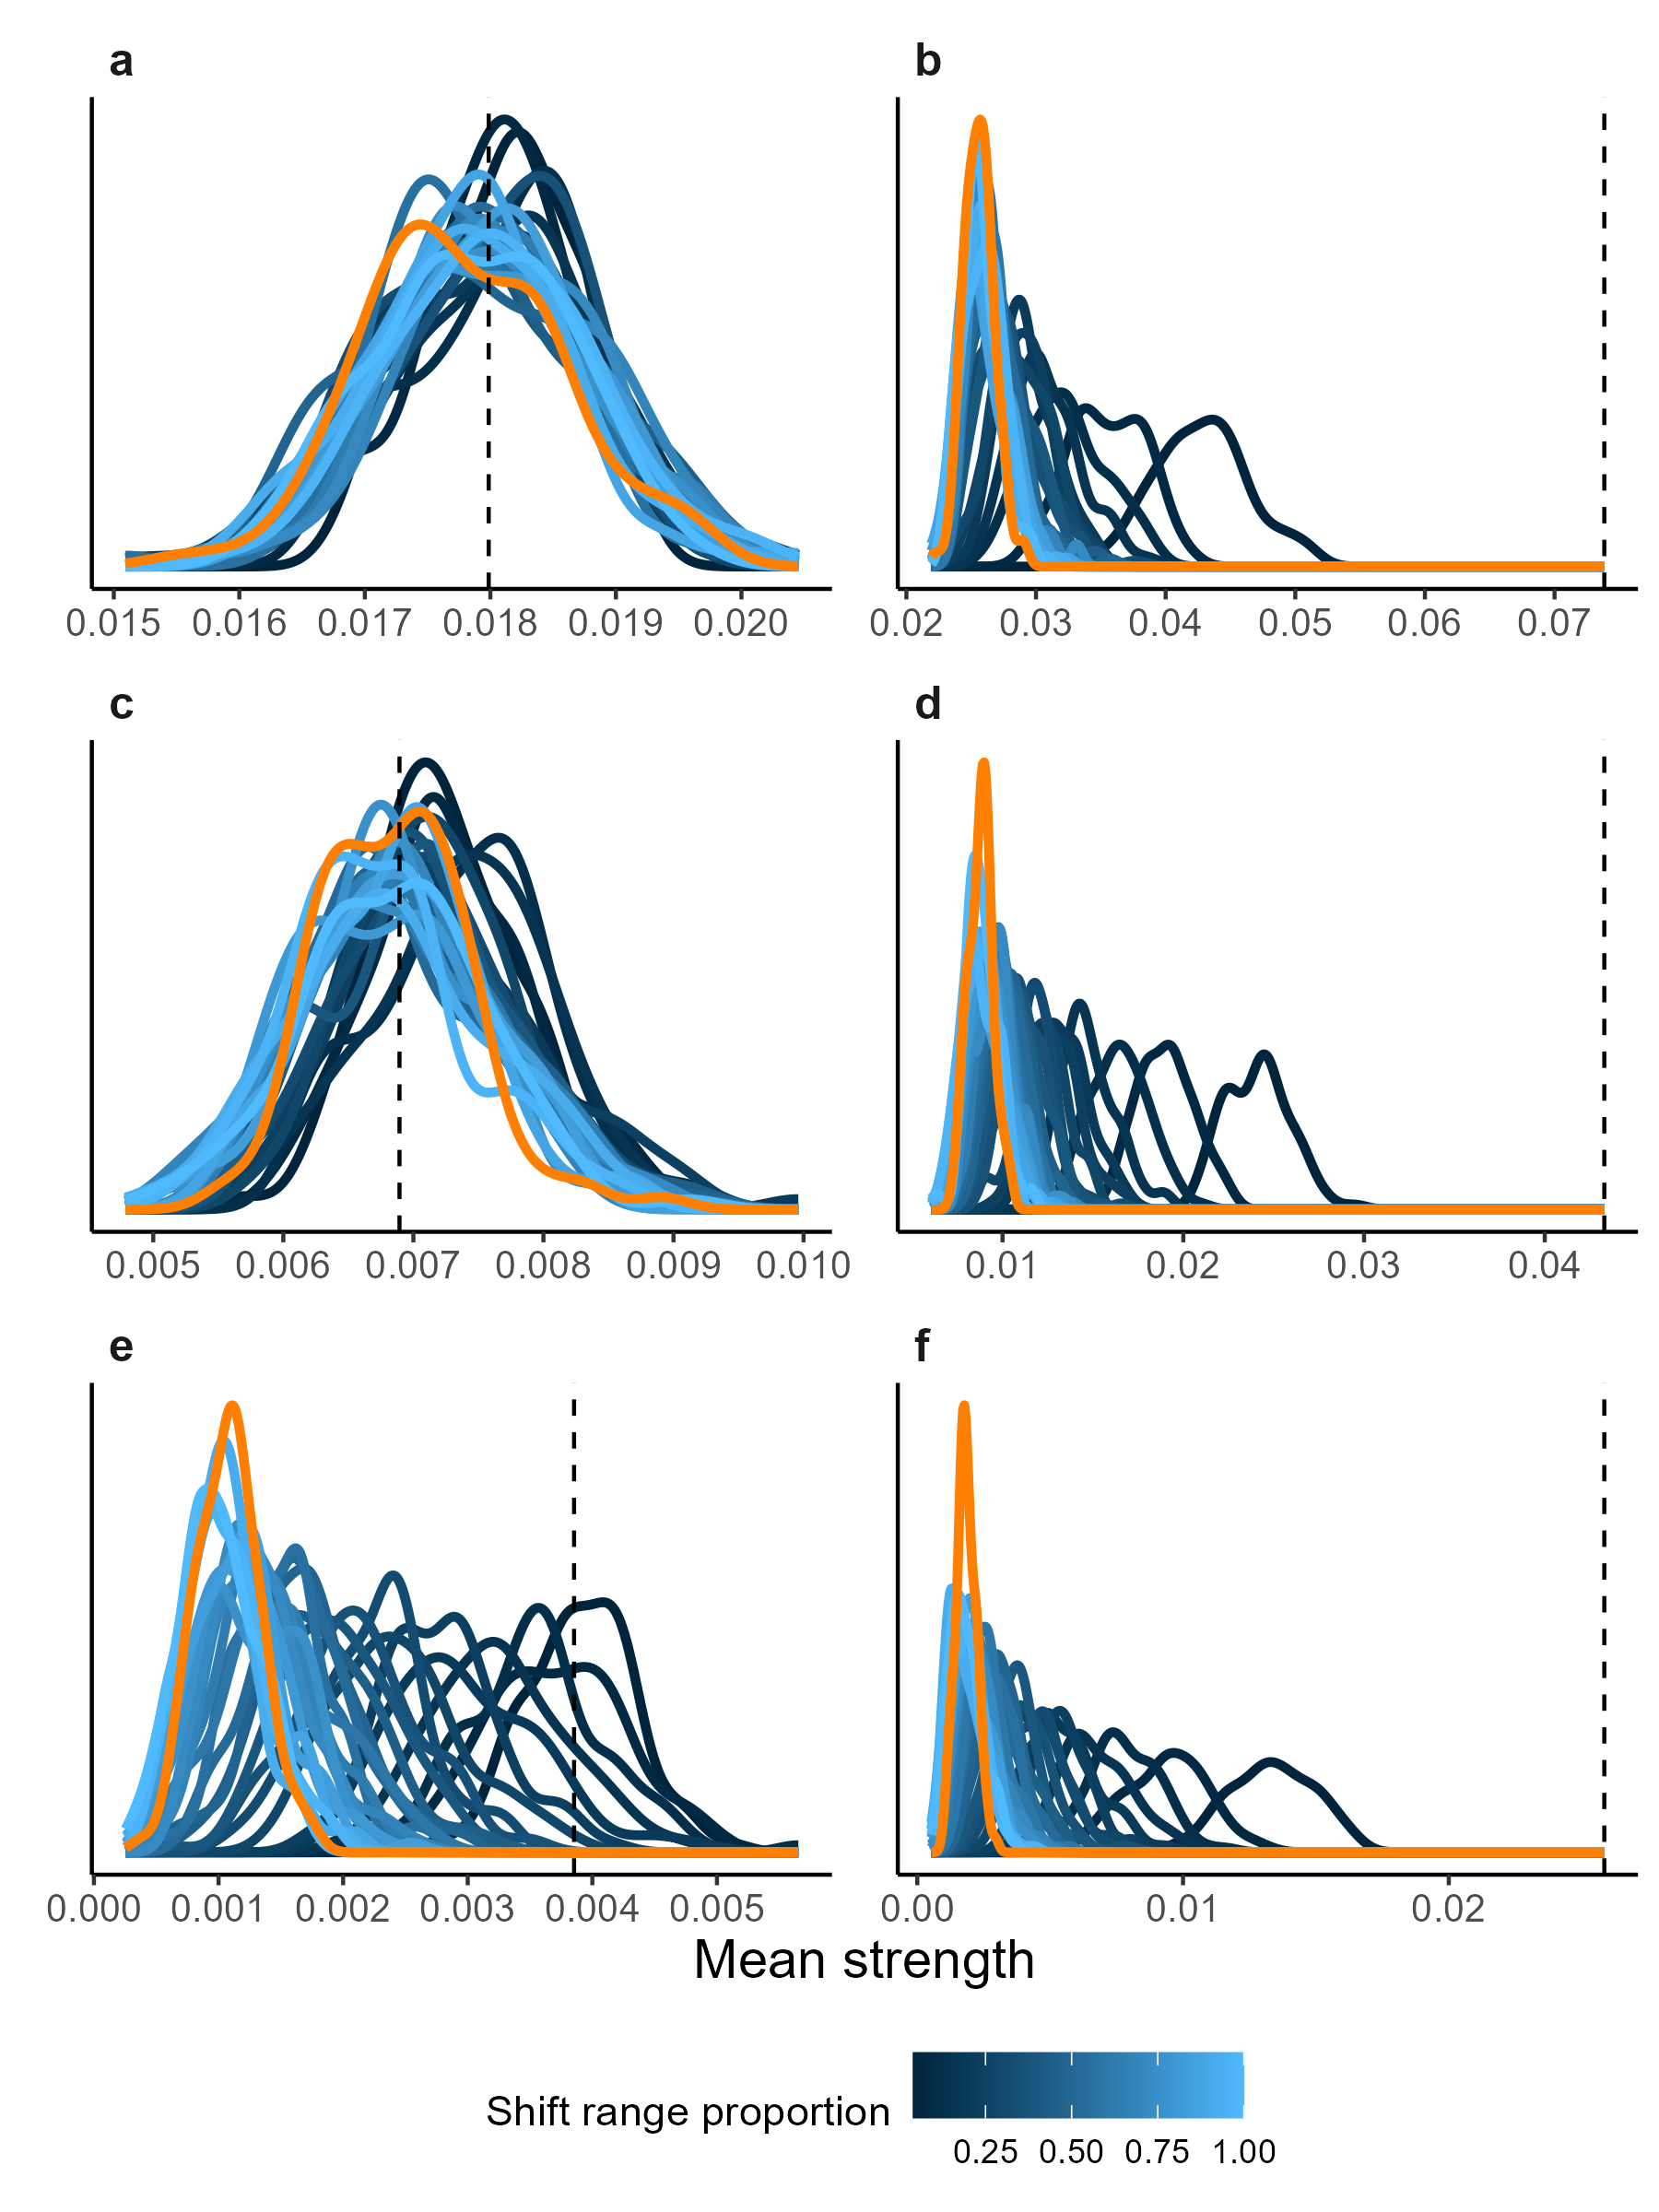 a
b
0.015 0.016 0.017 0.018 0.019 0.020
0.02 0.03 0.04 0.05 0.06 0.07
c
d
0.005 0.006 0.007 0.008 0.009 0.010
0.01 0.02 0.03 0.04
e
f
0.000 0.001 0.002 0.003 0.004 0.005
0.00 0.01 0.02
Mean strength
Shift range proportion
0.25 0.50 0.75 1.00